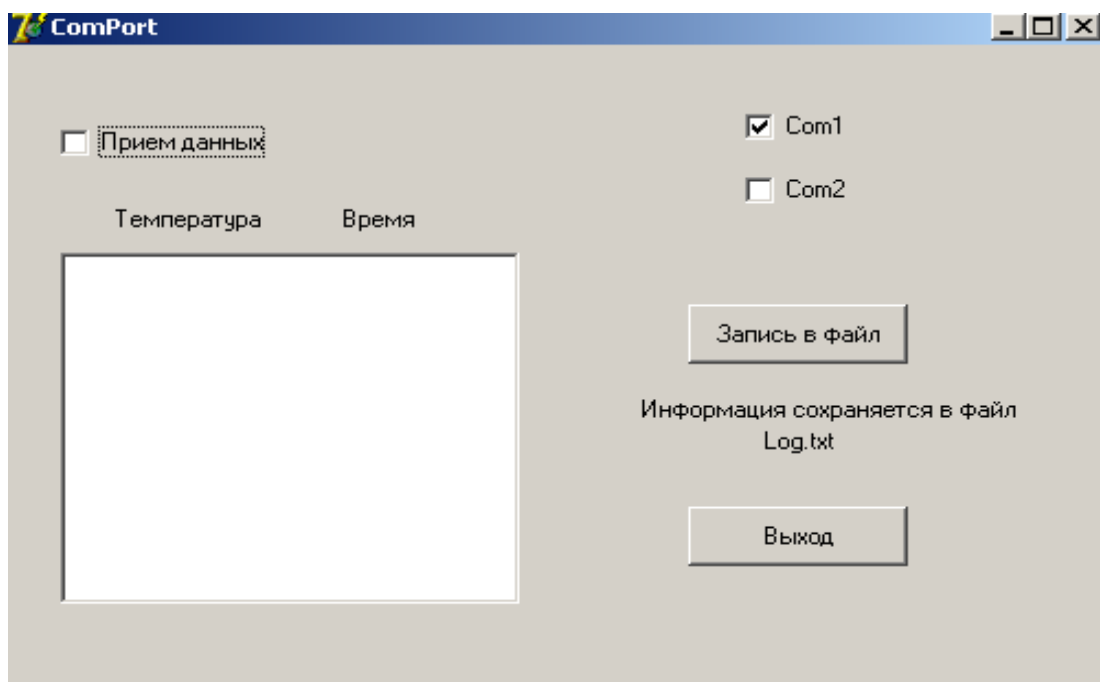 ComPort
Прием данных
Com1
Com2
Температура Время
Запись в файл
Информация сохраняется в файл
Log.txt
Выход